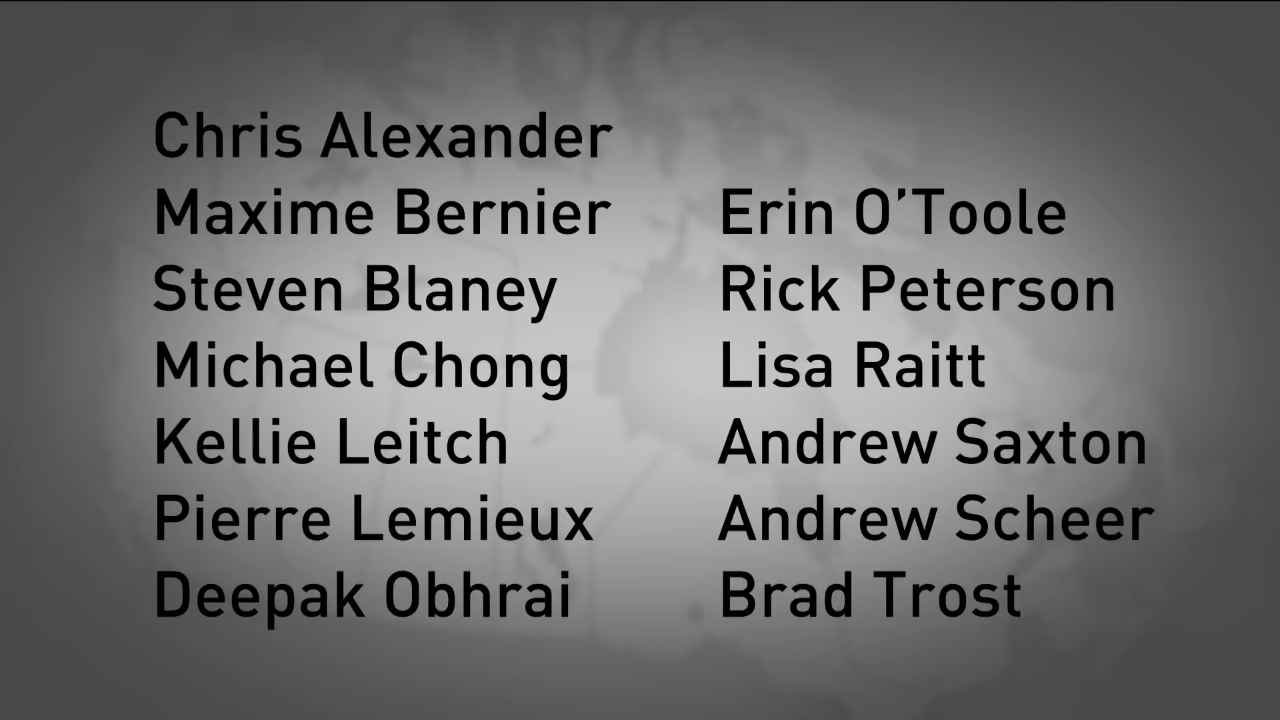 Chris Alexander
Maxime Bernier
Steven Blaney
Michael Chong
Kellie Leitch
Pierre Lemieux
Deepak Obhrai
Erin O’Toole
Rick Peterson
Lisa Raitt
Andrew Saxton
Andrew Scheer
Brad Trost